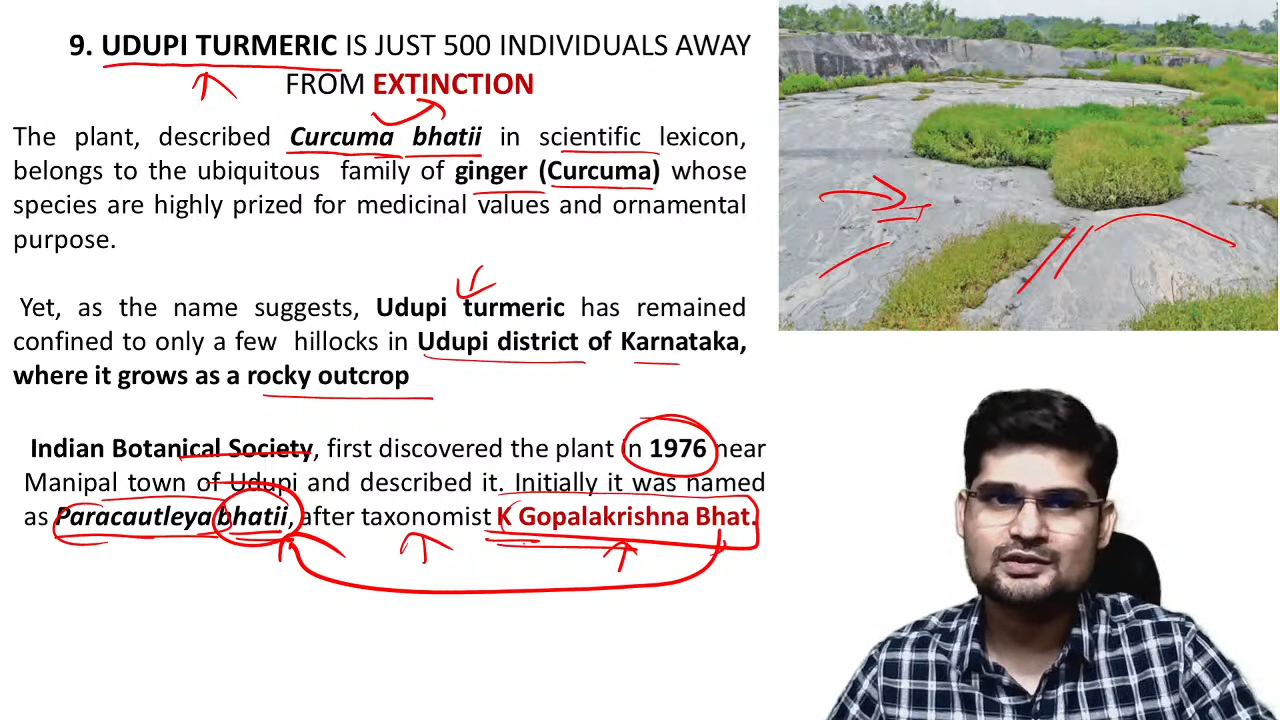 9. UDUPI TURMERIC IS JUST 500 INDIVIDUALS AWAY
FROM EXTINCTION
The plant, described Curcuma bhatii in scientific lexicon,
belongs to the ubiquitous family of ginger (Curcuma) whose
species are highly prized for medicinal values and ornamental
purpose.
Yet, as the name suggests, Udupi turmeric has remained
confined to only a few hillocks in Udupi district of Karnataka,
where it grows as a rocky outcrop
Indian Botanical Society, first discovered the plant in 1976 near
Manipal town of Udupi and described it. Initially it was named
as Paracautleya bhatii, after taxonomist K Gopalakrishna Bhat.